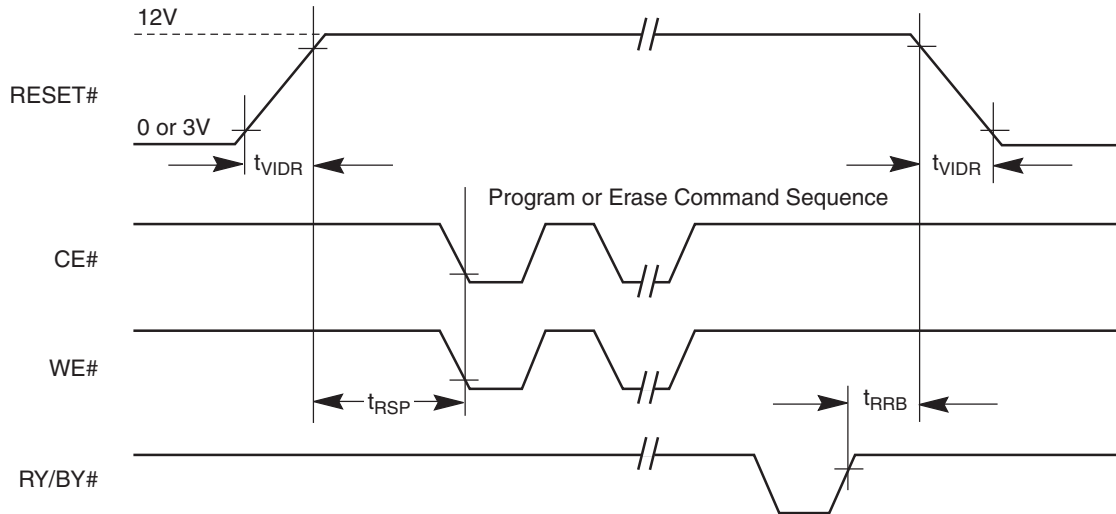 12V
RESET#
0 or 3V
tVIDR
tVIDR
Program or Erase Command Sequence
CE#
WE#
tRSP
tRRB
RY/BY#